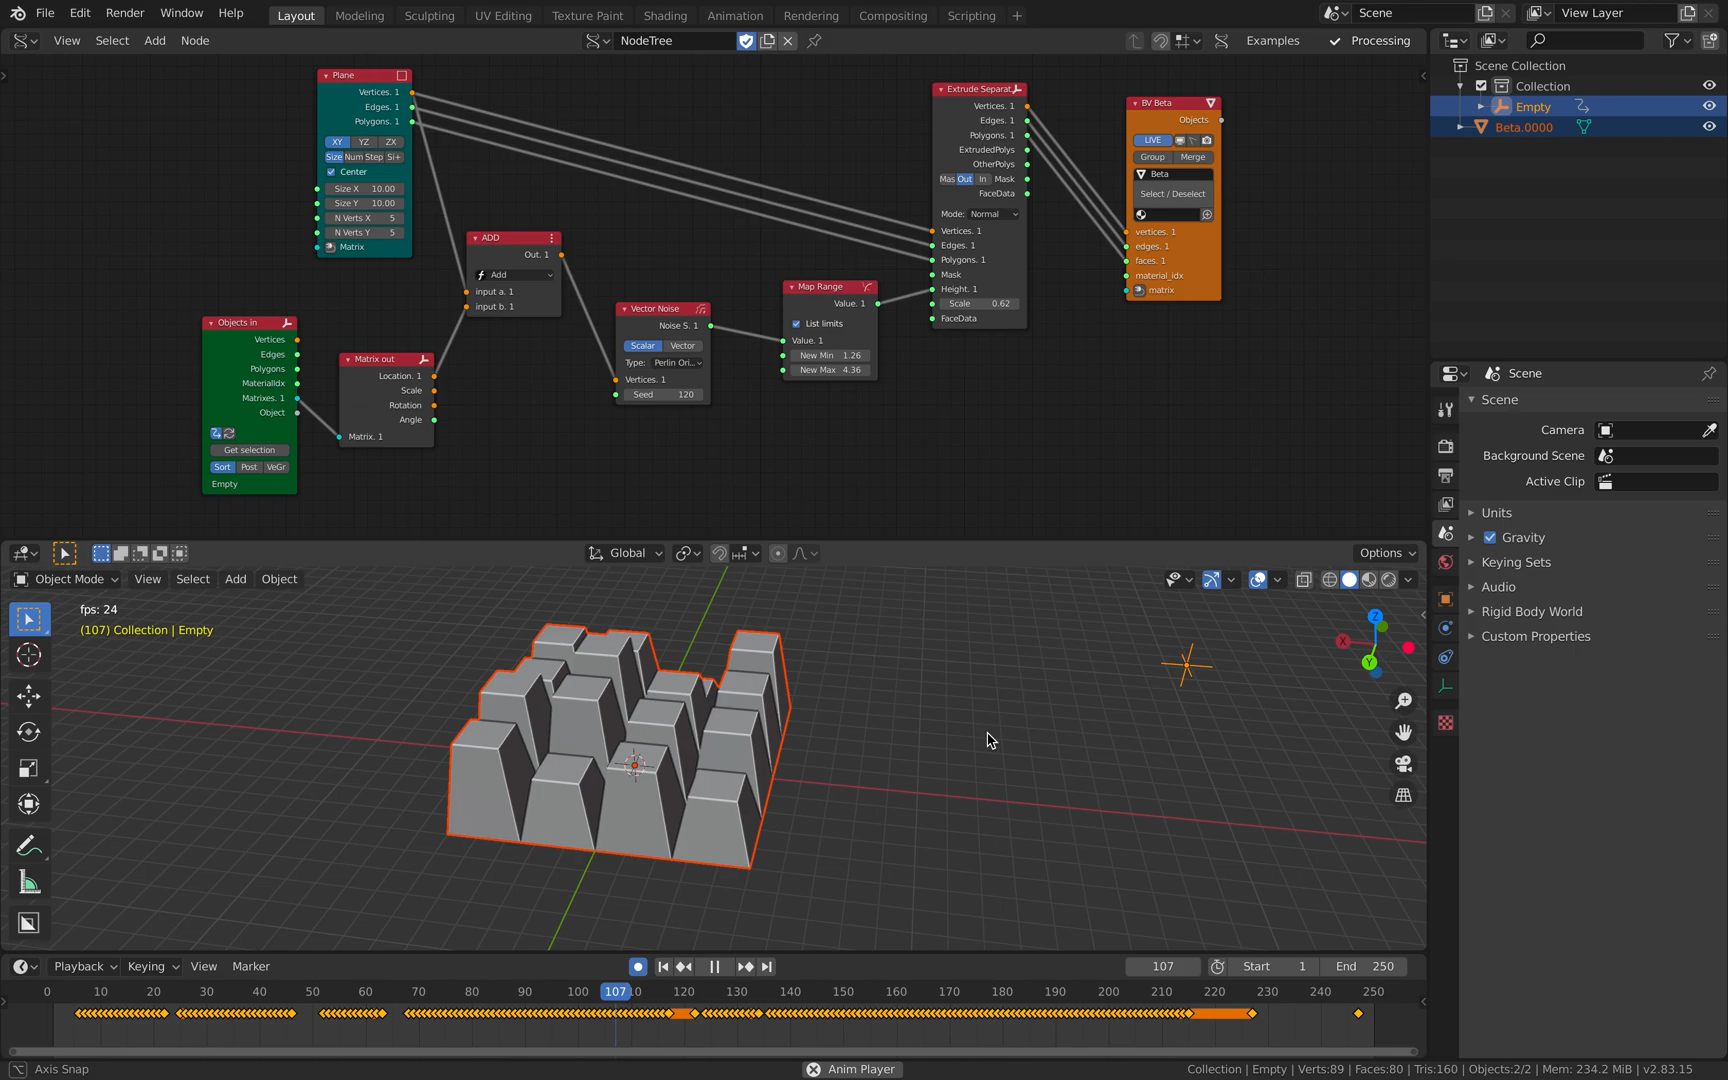 File Edit Render Window Help Layout Modeling Sculpting UV Editing Texture Paint Shading Animation Rendering Compositing Scripting + Scene View Layer
View Select Add Node NodeTree Examples Processing
Scene Collection
Collection
Empty
Beta.0000
Plane
Vertices. 1
Edges. 1
Polygons. 1
XY YZ ZX
Size Num Step Si+
Center
Size X 10.00
Size Y 10.00
N Verts X 5
N Verts Y 5
Matrix
Objects in
Vertices
Edges
Polygons
MaterialIdx
Matrixes. 1
Object
Get selection
Sort Post VeGr
Empty
Matrix out
Location. 1
Scale
Rotation
Angle
Matrix. 1
ADD
Out. 1
Add
input a. 1
input b. 1
Vector Noise
Noise S. 1
Scalar Vector
Type: Perlin Ori...
Vertices. 1
Seed 120
Map Range
Value. 1
List limits
Value. 1
New Min 1.26
New Max 4.36
Extrude Separat
Vertices. 1
Edges. 1
Polygons. 1
ExtrudedPolys
OtherPolys
Mas Out In Mask
FaceData
Mode: Normal
Vertices. 1
Edges. 1
Polygons. 1
Mask
Height. 1
Scale 0.62
FaceData
BV Beta
Objects
LIVE
Group Merge
Beta
Select / Deselect
vertices. 1
edges. 1
faces. 1
material_idx
matrix
Scene
Scene
Camera
Background Scene
Active Clip
Units
Gravity
Keying Sets
Audio
Rigid Body World
Custom Properties
Global Options
Object Mode View Select Add Object
fps: 24
(107) Collection | Empty
Z
X
Y
Playback Keying View Marker 107 Start 1 End 250
0 10 20 30 40 50 60 70 80 90 100 107 120 130 140 150 160 170 180 190 200 210 220 230 240 250
Axis Snap Anim Player Collection | Empty | Verts:89 | Faces:80 | Tris:160 | Objects:2/2 | Mem: 234.2 MiB | v2.83.15